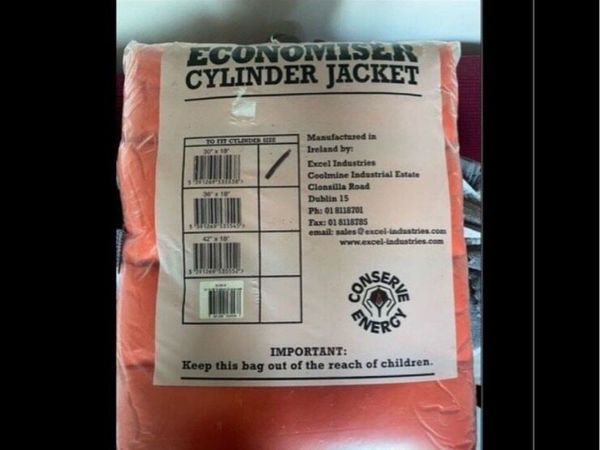 ECONOMISER
CYLINDER JACKET
TO FIT CYLINDER SIZE
30" x 18"
36" x 18"
42" x 18"
Manufactured in
Ireland by:
Excel Industries
Coolmine Industrial Estate
Clonsilla Road
Dublin 15
Ph: 01 8118701
Fax: 01 8118785
email: sales@excel-industries.com
www.excel-industries.com
CONSERVE
ENERGY
IMPORTANT:
Keep this bag out of the reach of children.